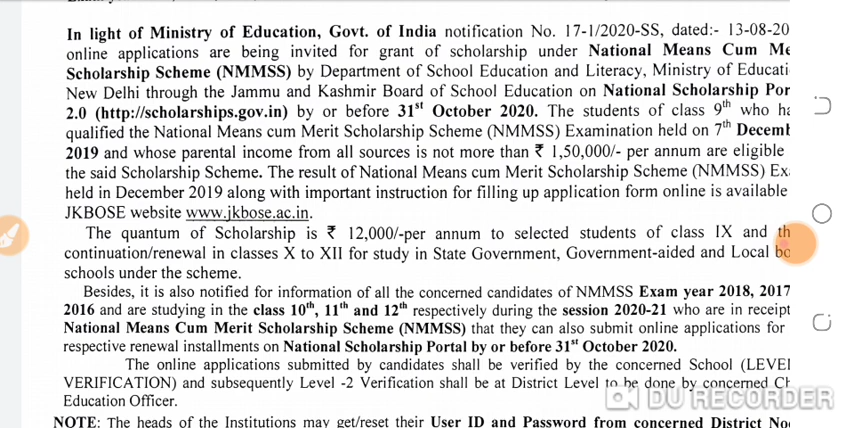 In light of Ministry of Education, Govt. of India notification No. 17-1/2020-SS, dated:- 13-08-20
online applications are being invited for grant of scholarship under National Means Cum Me
Scholarship Scheme (NMMSS) by Department of School Education and Literacy, Ministry of Educati
New Delhi through the Jammu and Kashmir Board of School Education on National Scholarship Por
2.0 (http://scholarships.gov.in) by or before 31st October 2020. The students of class 9th who ha
qualified the National Means cum Merit Scholarship Scheme (NMMSS) Examination held on 7th Decemb
2019 and whose parental income from all sources is not more than ₹ 1,50,000/- per annum are eligible
the said Scholarship Scheme. The result of National Means cum Merit Scholarship Scheme (NMMSS) Ex
held in December 2019 along with important instruction for filling up application form online is available
JKBOSE website www.jkbose.ac.in.
The quantum of Scholarship is ₹ 12,000/-per annum to selected students of class IX and th
continuation/renewal in classes X to XII for study in State Government, Government-aided and Local bo
schools under the scheme.
Besides, it is also notified for information of all the concerned candidates of NMMSS Exam year 2018, 2017
2016 and are studying in the class 10th, 11th and 12th respectively during the session 2020-21 who are in receipt
National Means Cum Merit Scholarship Scheme (NMMSS) that they can also submit online applications for
respective renewal installments on National Scholarship Portal by or before 31st October 2020.
The online applications submitted by candidates shall be verified by the concerned School (LEVEL
VERIFICATION) and subsequently Level -2 Verification shall be at District Level to be done by concerned Ch
Education Officer.
DU RECORDER
NOTE: The heads of the Institutions may get/reset their User ID and Password from concerned District No